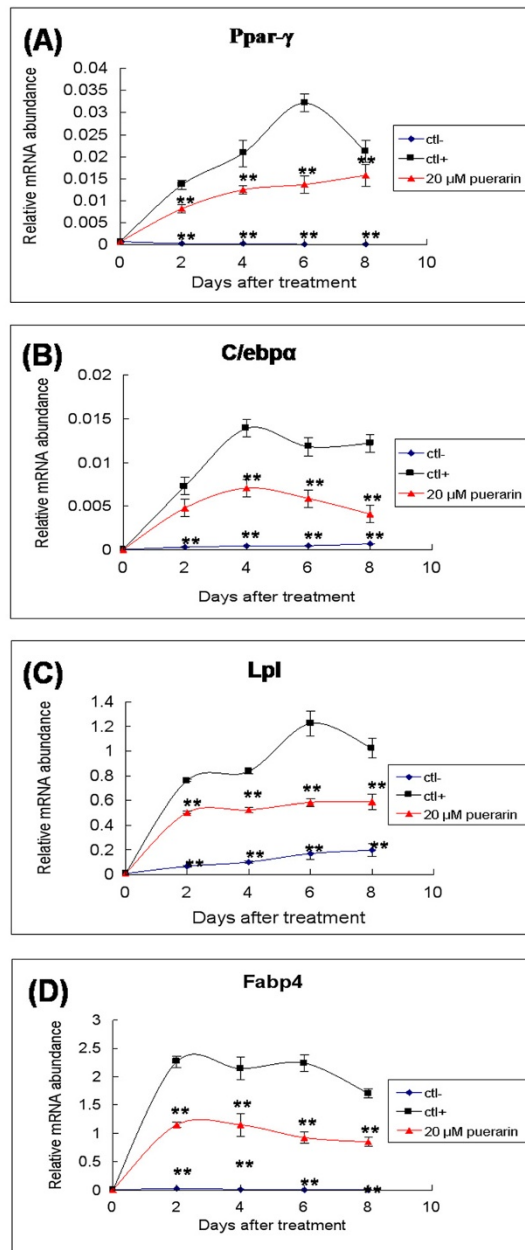 (A)
Ppar-γ
Relative mRNA abundance
0.04
0.035
0.03
0.025
0.02
0.015
0.01
0.005
0
** ** ** **
** ** ** **
0 2 4 6 8 10
Days after treatment
ctl-
ctl+
20 µM puerarin
(B)
C/ebpα
Relative mRNA abundance
0.02
0.015
0.01
0.005
0
** ** **
** ** ** **
0 2 4 6 8 10
Days after treatment
ctl-
ctl+
20 µM puerarin
(C)
Lpl
Relative mRNA abundance
1.4
1.2
1
0.8
0.6
0.4
0.2
0
** ** ** **
** ** ** **
0 2 4 6 8 10
Days after treatment
ctl-
ctl+
20 µM puerarin
(D)
Fabp4
Relative mRNA abundance
3
2.5
2
1.5
1
0.5
0
** ** ** **
** ** ** **
0 2 4 6 8 10
Days after treatment
ctl-
ctl+
20 µM puerarin